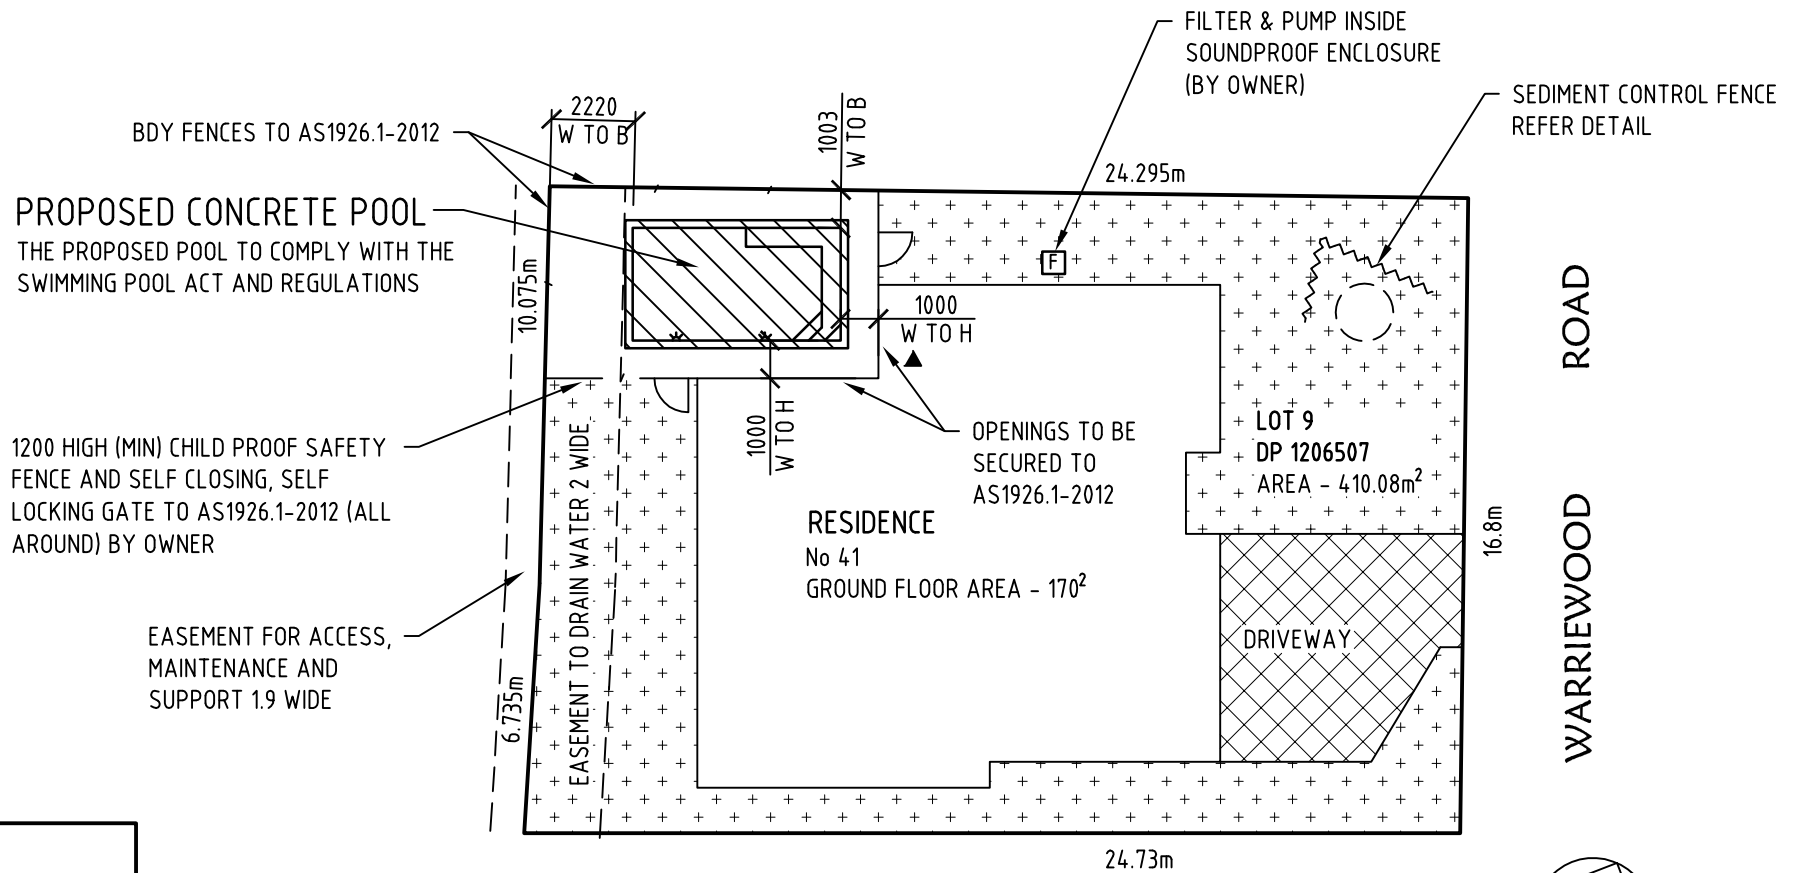 FILTER & PUMP INSIDE
SOUNDPROOF ENCLOSURE
(BY OWNER)
SEDIMENT CONTROL FENCE
REFER DETAIL
2220
W TO B
1003
W TO B
BDY FENCES TO AS1926.1-2012
24.295m
PROPOSED CONCRETE POOL
THE PROPOSED POOL TO COMPLY WITH THE
SWIMMING POOL ACT AND REGULATIONS
10.075m
F
1000
W TO H
1000
W TO H
OPENINGS TO BE
SECURED TO
AS1926.1-2012
LOT 9
DP 1206507
AREA - 410.08m²
1200 HIGH (MIN) CHILD PROOF SAFETY
FENCE AND SELF CLOSING, SELF
LOCKING GATE TO AS1926.1-2012 (ALL
AROUND) BY OWNER
RESIDENCE
No 41
GROUND FLOOR AREA - 170²
EASEMENT TO DRAIN WATER 2 WIDE
EASEMENT FOR ACCESS,
MAINTENANCE AND
SUPPORT 1.9 WIDE
6.735m
DRIVEWAY
16.8m
WARRIEWOOD ROAD
24.73m